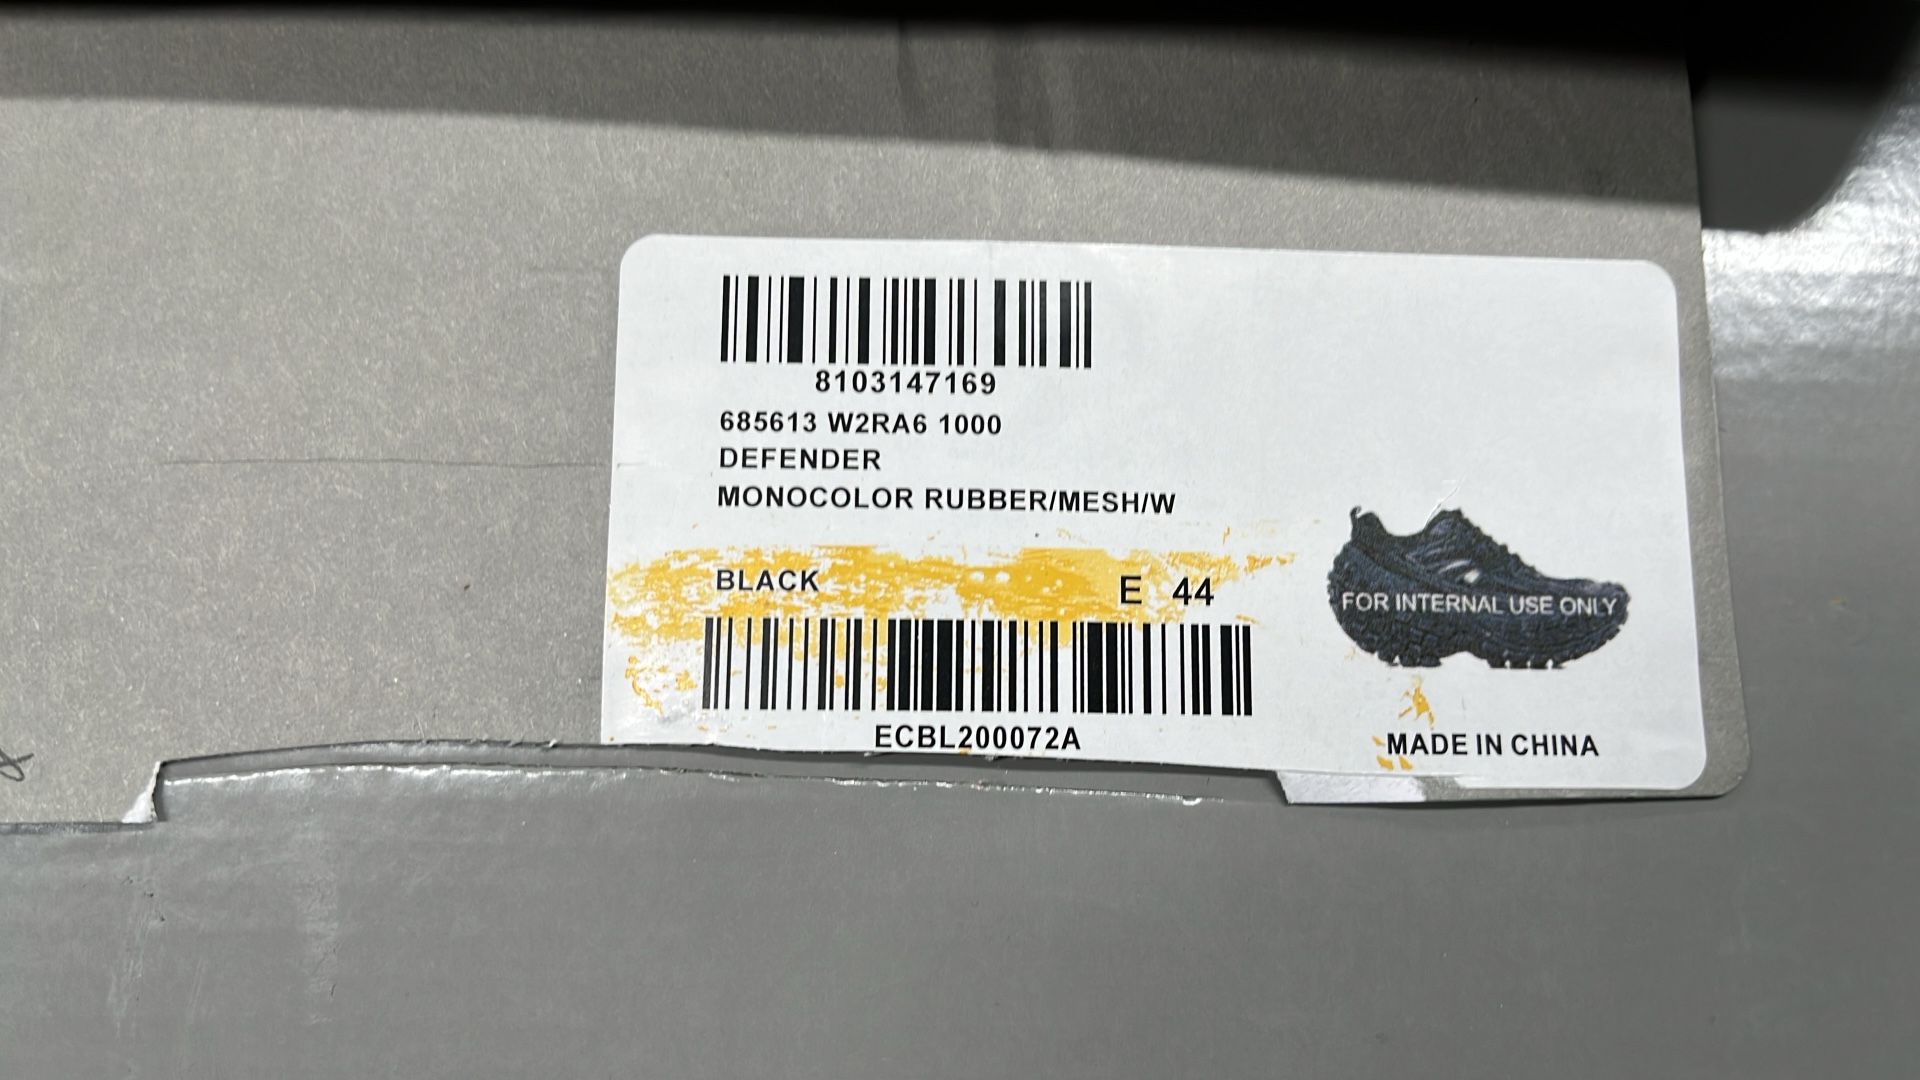 8103147169
685613 W2RA6 1000
DEFENDER
MONOCOLOR RUBBER/MESH/W
BLACK E 44
FOR INTERNAL USE ONLY
ECBL200072A
MADE IN CHINA